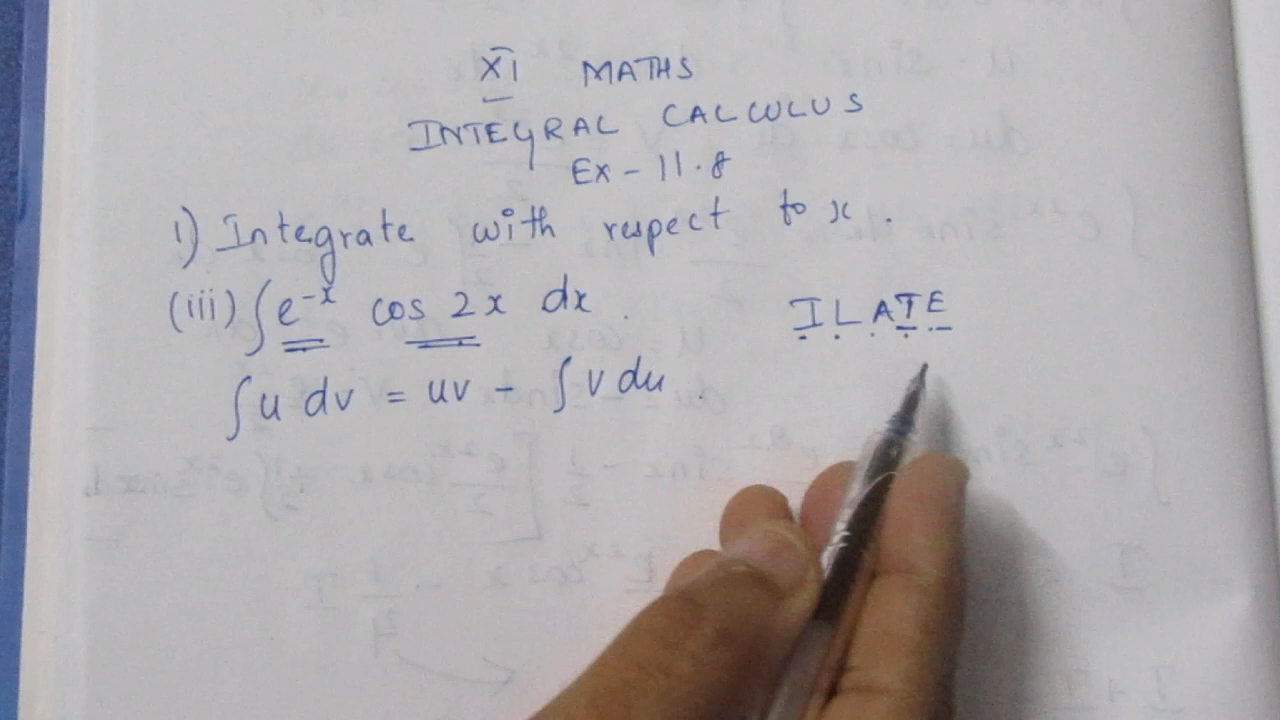 XI MATHS
INTEGRAL CALCULUS
Ex - 11.8
1) Integrate with respect to x.
(iii) ∫e⁻ˣ cos 2x dx. ILATE
∫u dv = uv - ∫v du